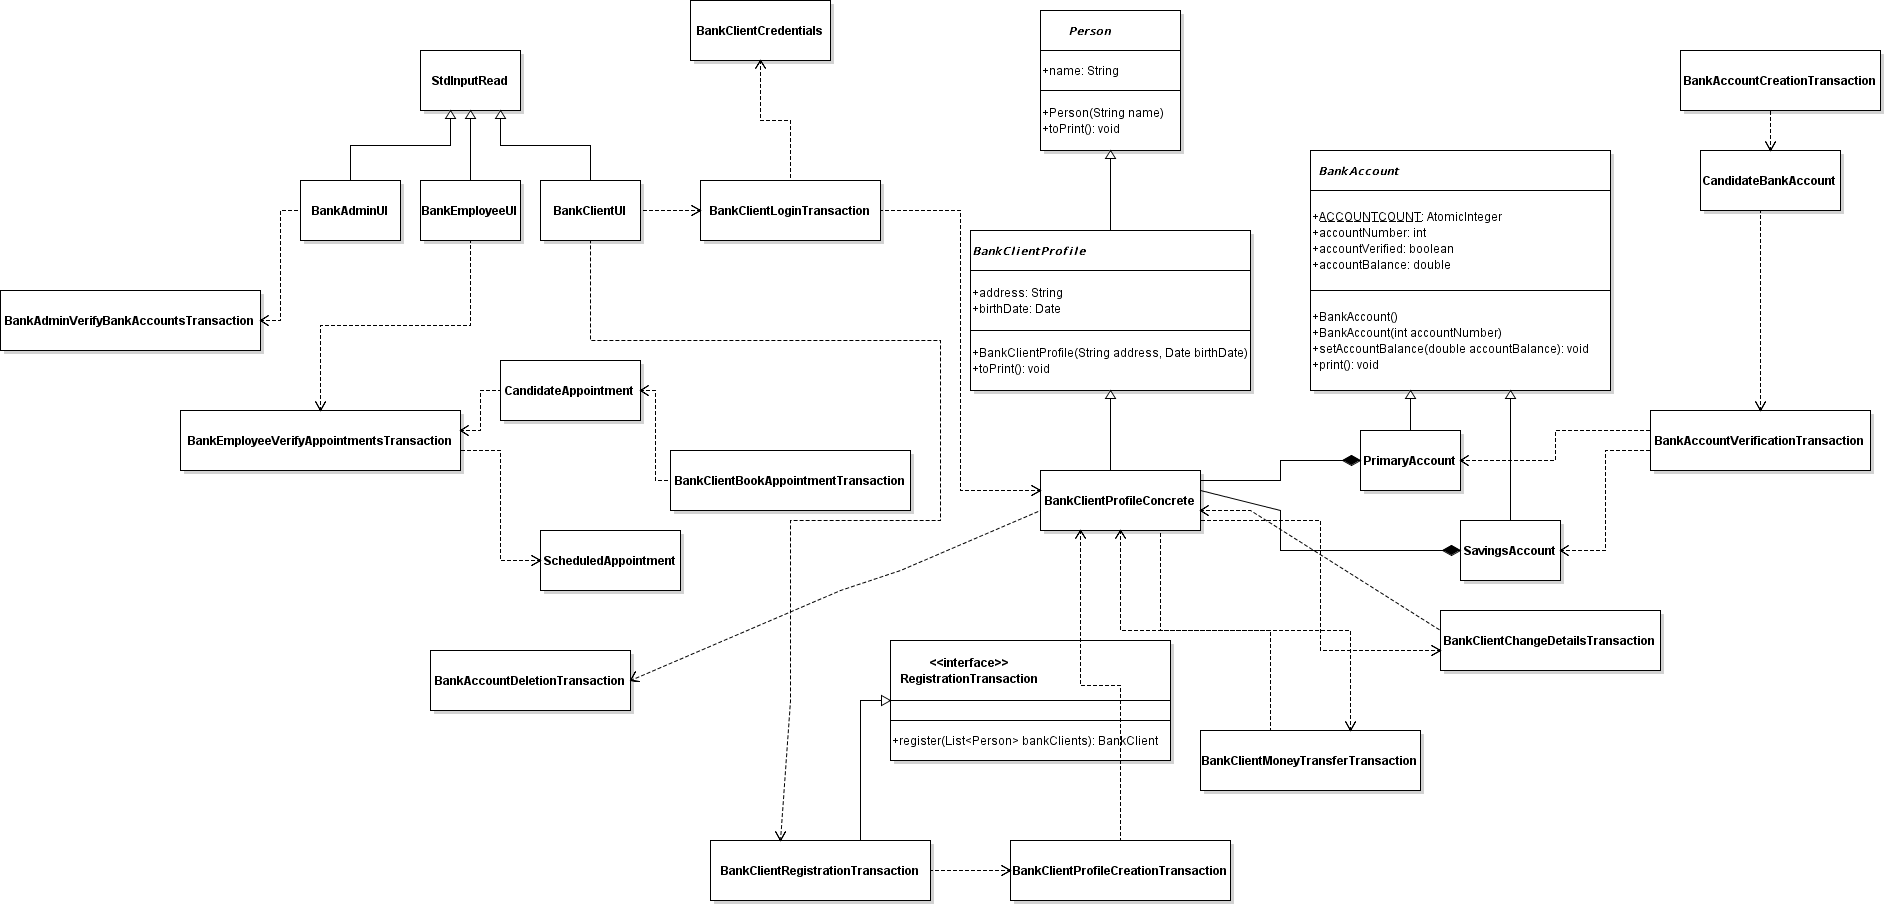 BankClientCredentials
Person
+name: String
+Person(String name)
+toPrint(): void
StdInputRead
BankAccountCreationTransaction
BankAccount
+ACCOUNTCOUNT: AtomicInteger
+accountNumber: int
+accountVerified: boolean
+accountBalance: double
+BankAccount()
+BankAccount(int accountNumber)
+setAccountBalance(double accountBalance): void
+print(): void
CandidateBankAccount
BankAdminUI
BankEmployeeUI
BankClientUI
BankClientLoginTransaction
BankClientProfile
+address: String
+birthDate: Date
+BankClientProfile(String address, Date birthDate)
+toPrint(): void
BankAdminVerifyBankAccountsTransaction
CandidateAppointment
BankEmployeeVerifyAppointmentsTransaction
BankAccountVerificationTransaction
PrimaryAccount
BankClientBookAppointmentTransaction
BankClientProfileConcrete
SavingsAccount
ScheduledAppointment
BankClientChangeDetailsTransaction
<<interface>>
RegistrationTransaction
+register(List<Person> bankClients): BankClient
BankAccountDeletionTransaction
BankClientMoneyTransferTransaction
BankClientRegistrationTransaction
BankClientProfileCreationTransaction